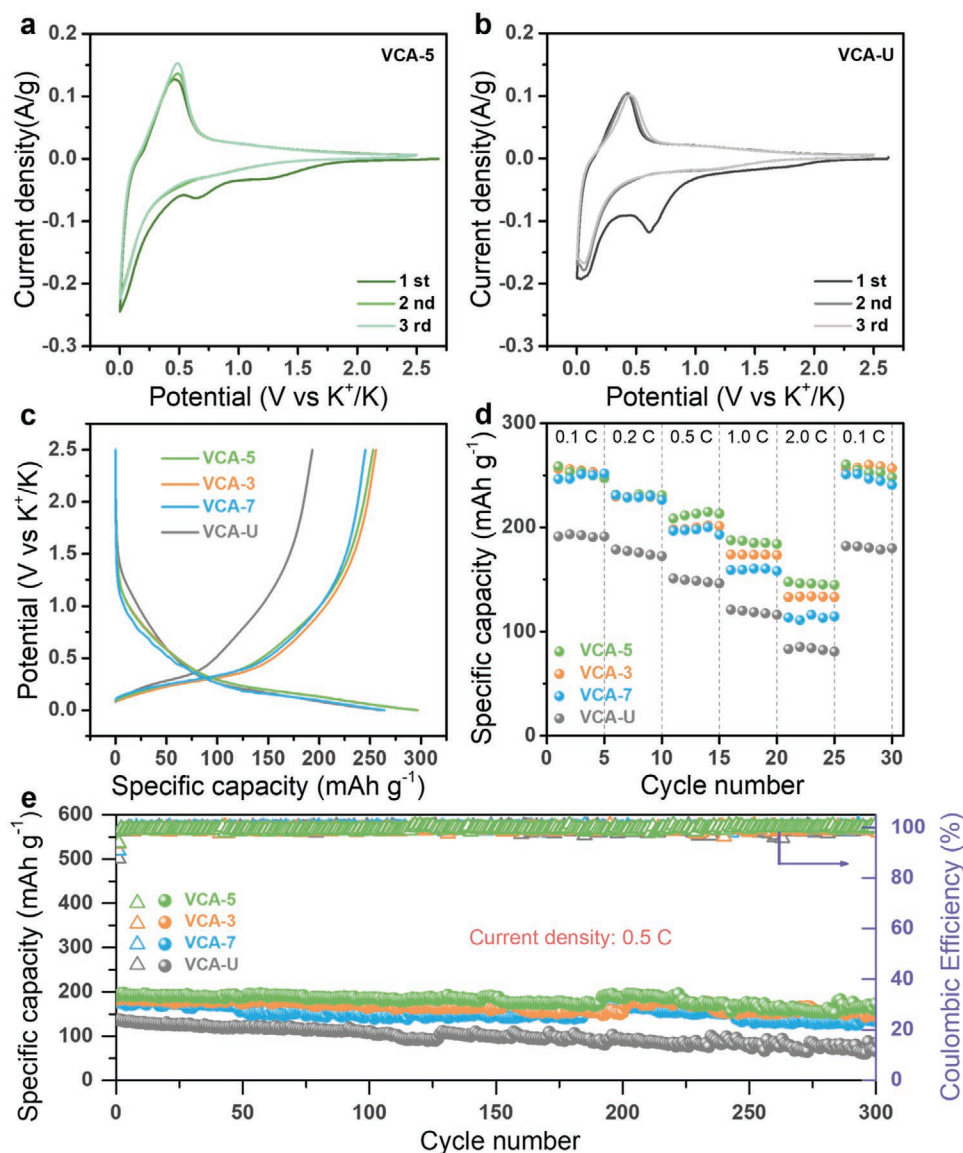 a
VCA-5
Current density(A/g)
0.2
0.1
0.0
-0.1
-0.2
-0.3
1 st
2 nd
3 rd
0.0 0.5 1.0 1.5 2.0 2.5
Potential (V vs K⁺/K)
b
VCA-U
Current density(A/g)
0.2
0.1
0.0
-0.1
-0.2
-0.3
1 st
2 nd
3 rd
0.0 0.5 1.0 1.5 2.0 2.5
Potential (V vs K⁺/K)
c
Potential (V vs K⁺/K)
2.5
2.0
1.5
1.0
0.5
0.0
VCA-5
VCA-3
VCA-7
VCA-U
0 50 100 150 200 250 300
Specific capacity (mAh g⁻¹)
d
Specific capacity (mAh g⁻¹)
300
200
100
0
0.1 C 0.2 C 0.5 C 1.0 C 2.0 C 0.1 C
VCA-5
VCA-3
VCA-7
VCA-U
0 5 10 15 20 25 30
Cycle number
e
Specific capacity (mAh g⁻¹)
600
500
400
300
200
100
0
VCA-5
VCA-3
VCA-7
VCA-U
Current density: 0.5 C
100
80
60
40
20
0
Coulombic Efficiency (%)
0 50 100 150 200 250 300
Cycle number